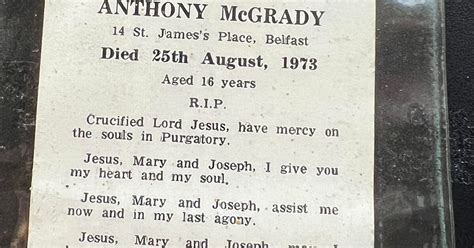 ANTHONY McGRADY
14 St. James's Place, Belfast
Died 25th August, 1973
Aged 16 years
R.I.P.
Crucified Lord Jesus, have mercy on
the souls in Purgatory.
Jesus, Mary and Joseph, I give you
my heart and my soul.
Jesus, Mary and Joseph, assist me
now and in my last agony.
Jesus, Mary and Joseph may I